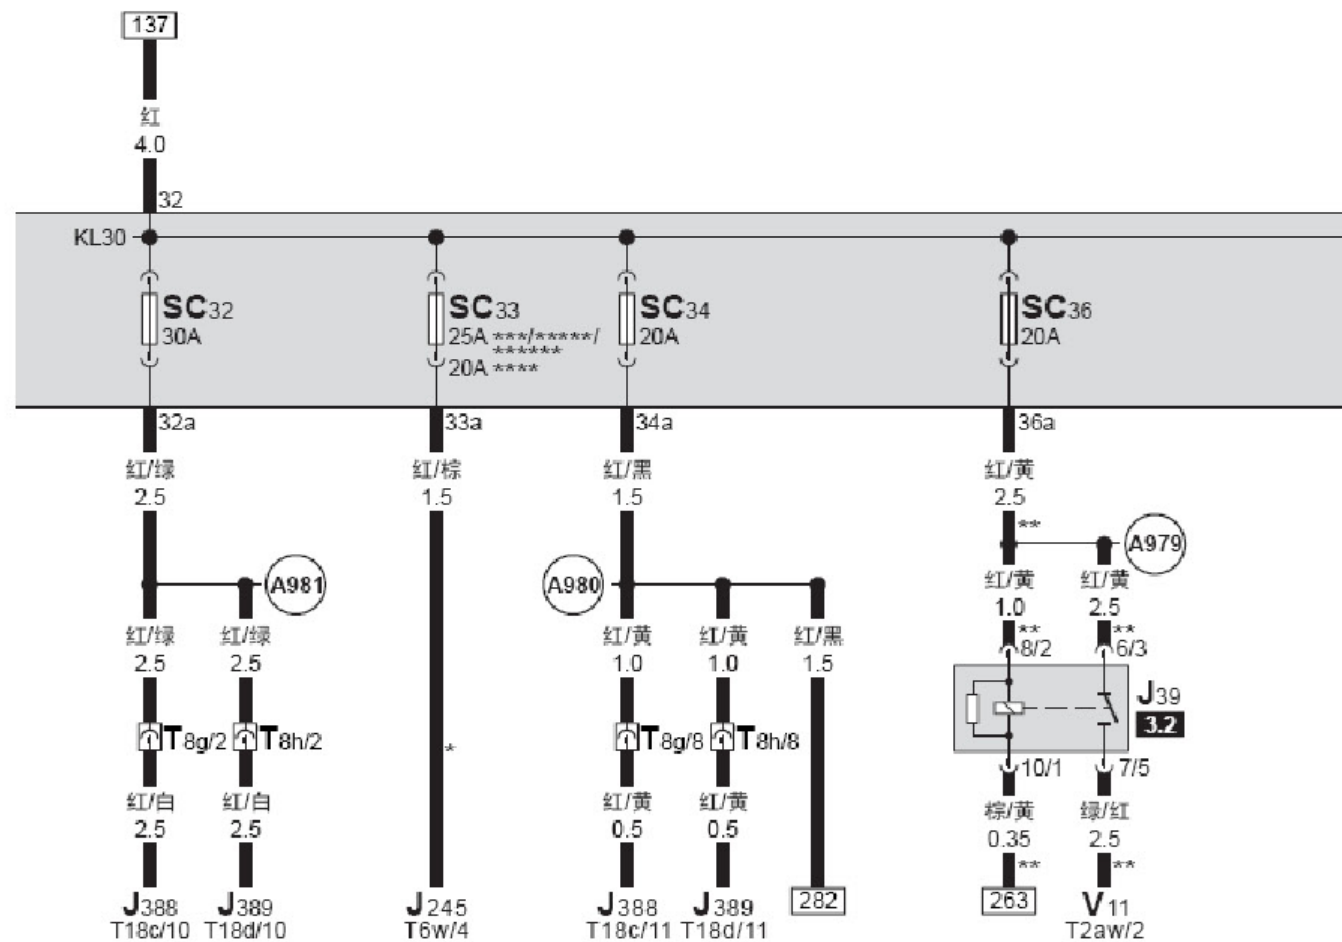 137
红
4.0
32
KL30
SC32
30A
SC33
25A ***/*****/
******
20A ****
SC34
20A
SC36
20A
32a
33a
34a
36a
红/绿
2.5
红/棕
1.5
红/黑
1.5
红/黄
2.5
**
A981
A980
A979
红/绿
2.5
红/绿
2.5
红/黄
1.0
红/黄
1.0
红/黑
1.5
红/黄
1.0
**
红/黄
2.5
**
8/2
6/3
J39
3.2
T8g/2
T8h/2
*
T8g/8
T8h/8
10/1
7/5
红/白
2.5
红/白
2.5
红/黄
0.5
红/黄
0.5
棕/黄
0.35
**
绿/红
2.5
**
J388
T18c/10
J389
T18d/10
J245
T6w/4
J388
T18c/11
J389
T18d/11
282
263
V11
T2aw/2